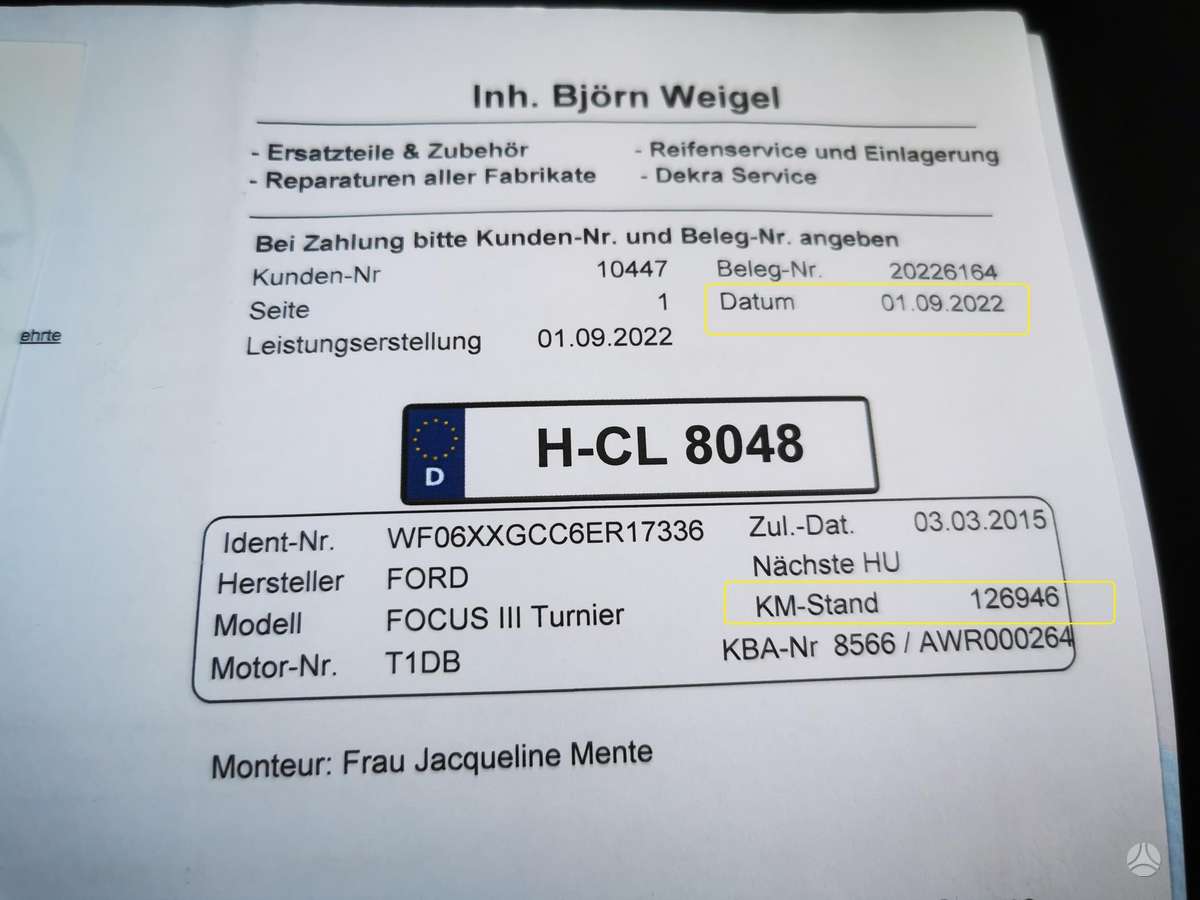 Inh. Björn Weigel
- Ersatzteile & Zubehör - Reifenservice und Einlagerung
- Reparaturen aller Fabrikate - Dekra Service
Bei Zahlung bitte Kunden-Nr. und Beleg-Nr. angeben
Kunden-Nr 10447 Beleg-Nr. 20226164
Seite 1 Datum 01.09.2022
ehrte
Leistungserstellung 01.09.2022
D H-CL 8048
Ident-Nr. WF06XXGCC6ER17336 Zul.-Dat. 03.03.2015
Hersteller FORD Nächste HU
Modell FOCUS III Turnier KM-Stand 126946
Motor-Nr. T1DB KBA-Nr 8566 / AWR000264
Monteur: Frau Jacqueline Mente